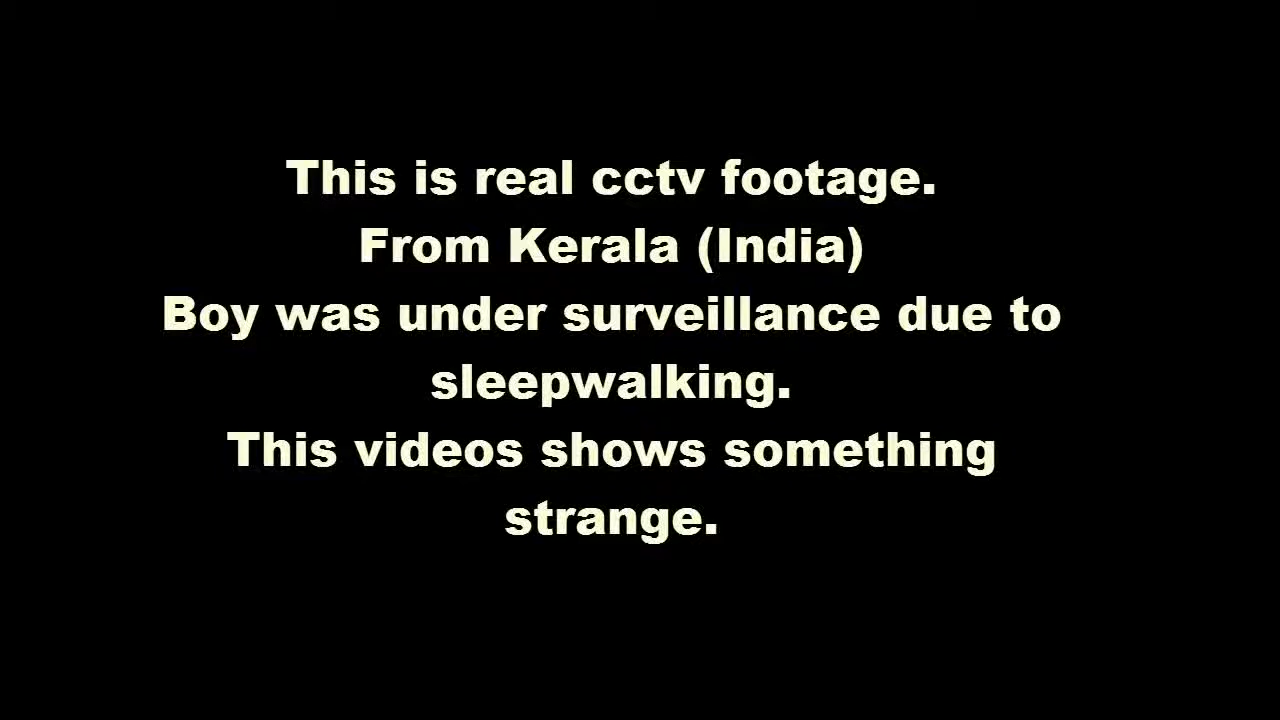 This is real cctv footage.
From Kerala (India)
Boy was under surveillance due to
sleepwalking.
This videos shows something
strange.